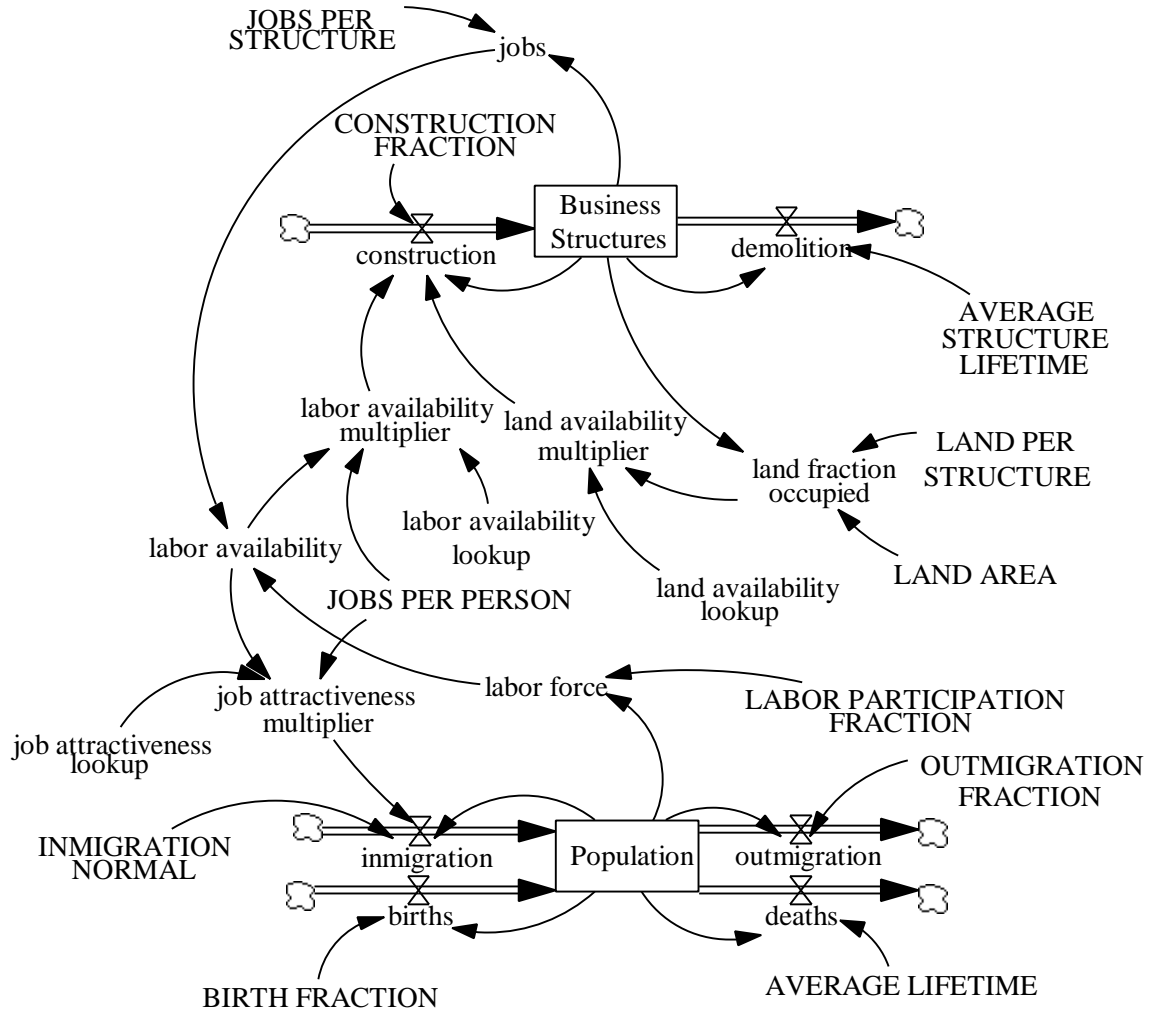 JOBS PER
STRUCTURE
jobs
CONSTRUCTION
FRACTION
Business
Structures
construction
demolition
AVERAGE
STRUCTURE
LIFETIME
labor availability
multiplier
land availability
multiplier
LAND PER
STRUCTURE
land fraction
occupied
labor availability
lookup
labor availability
LAND AREA
land availability
lookup
JOBS PER PERSON
labor force
LABOR PARTICIPATION
FRACTION
job attractiveness
multiplier
job attractiveness
lookup
OUTMIGRATION
FRACTION
INMIGRATION
NORMAL
inmigration
Population
outmigration
births
deaths
BIRTH FRACTION
AVERAGE LIFETIME